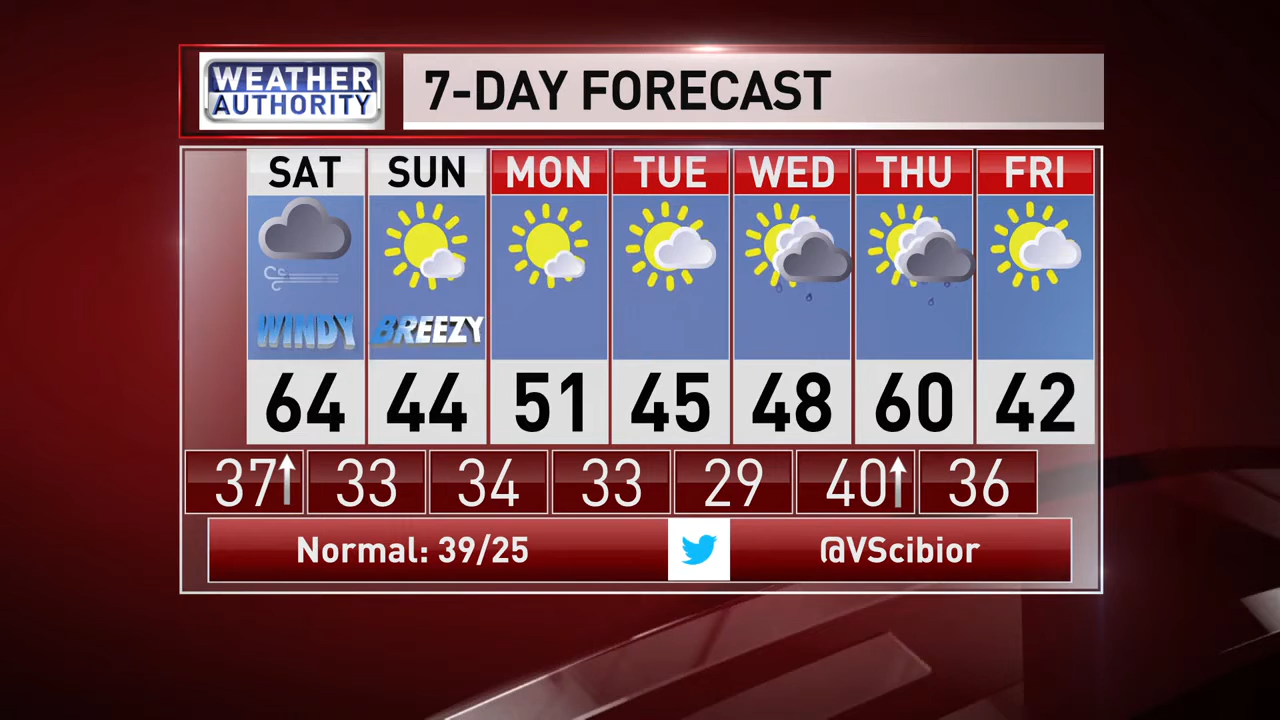 WEATHER
AUTHORITY
7-DAY FORECAST
SAT SUN MON TUE WED THU FRI
WINDY BREEZY
64 44 51 45 48 60 42
37 33 34 33 29 40 36
Normal: 39/25 @VScibior